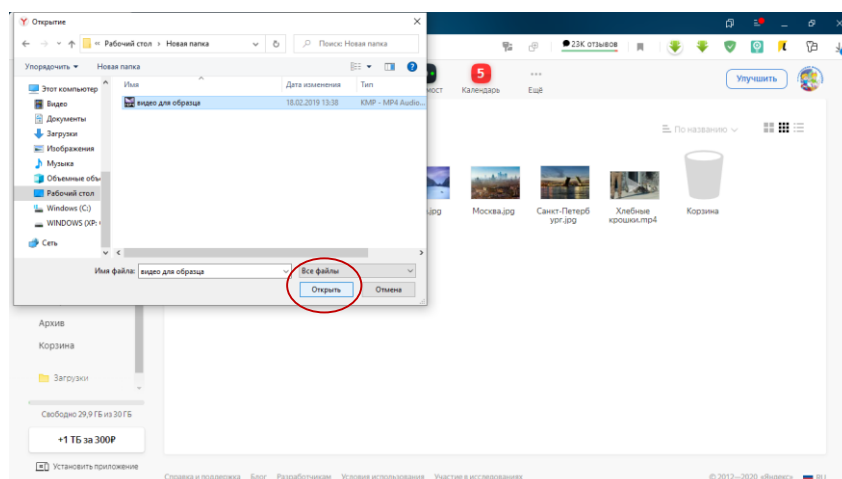 Открытие
« Рабочий стол › Новая папка
Поиск: Новая папка
Упорядочить
Новая папка
Имя
Дата изменения
Тип
видео для образца
18.02.2019 13:38
KMP - MP4 Audio...
Этот компьютер
Видео
Документы
Загрузки
Изображения
Музыка
Объемные объ
Рабочий стол
Windows (C:)
WINDOWS (XP:
Сеть
Имя файла:
видео для образца
Все файлы
Открыть
Отмена
23K отзывов
мост
5
Календарь
Ещё
Улучшить
По названию
.jpg
Москва.jpg
Санкт-Петерб
ург.jpg
Хлебные
крошки.mp4
Корзина
Архив
Корзина
Загрузки
Свободно 29,9 ГБ из 30 ГБ
+1 ТБ за 300₽
Установить приложение
Справка и поддержка
Блог
Разработчикам
Условия использования
Участие в исследованиях
© 2012—2020 «Яндекс»
RU